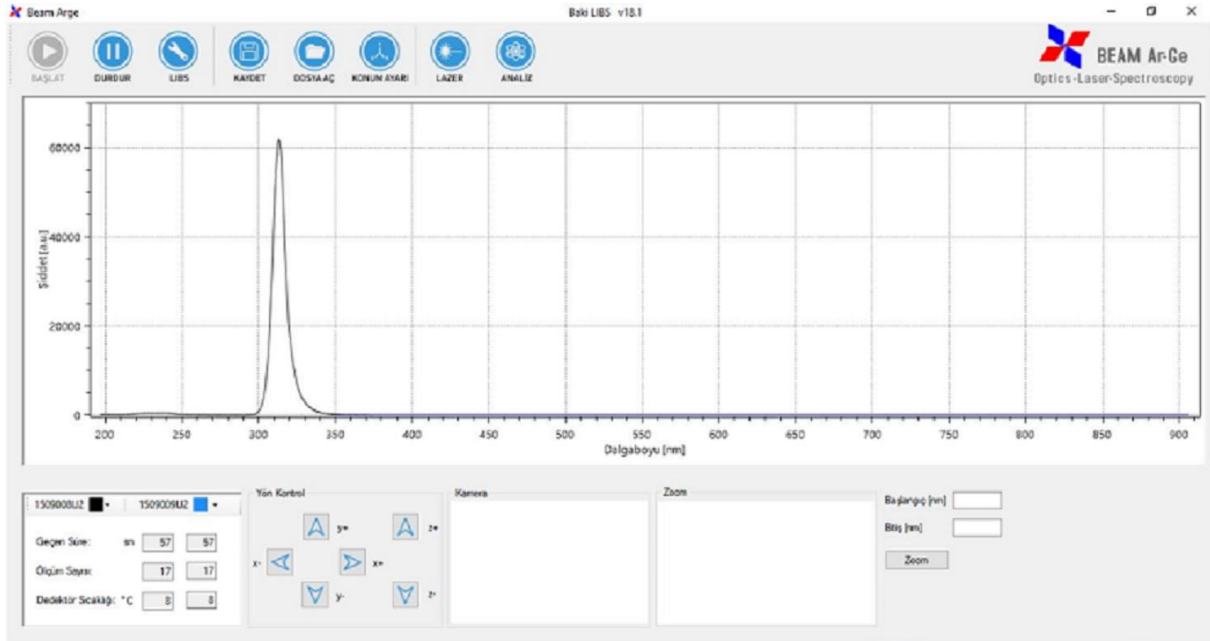 Beam Arge
Baki LIBS v18.1
BAŞLAT DURDUR LIBS KAYDET DOSYA AÇ KONUM AYARI LAZER ANALİZ
BEAM Ar-Ge
Optics-Laser-Spectroscopy
Şiddet [a.u.]
60000
40000
20000
0
200 250 300 350 400 450 500 550 600 650 700 750 800 850 900
Dalgaboyu [nm]
1509008U2 1509009U2
Geçen Süre: sn 57 57
Ölçüm Sayısı: 17 17
Dedektör Sıcaklığı: °C 8 8
Yön Kontrol
y+ z+
x- x+
y- z-
Kamera
Zoom
Başlangıç [nm]
Bitiş [nm]
Zoom